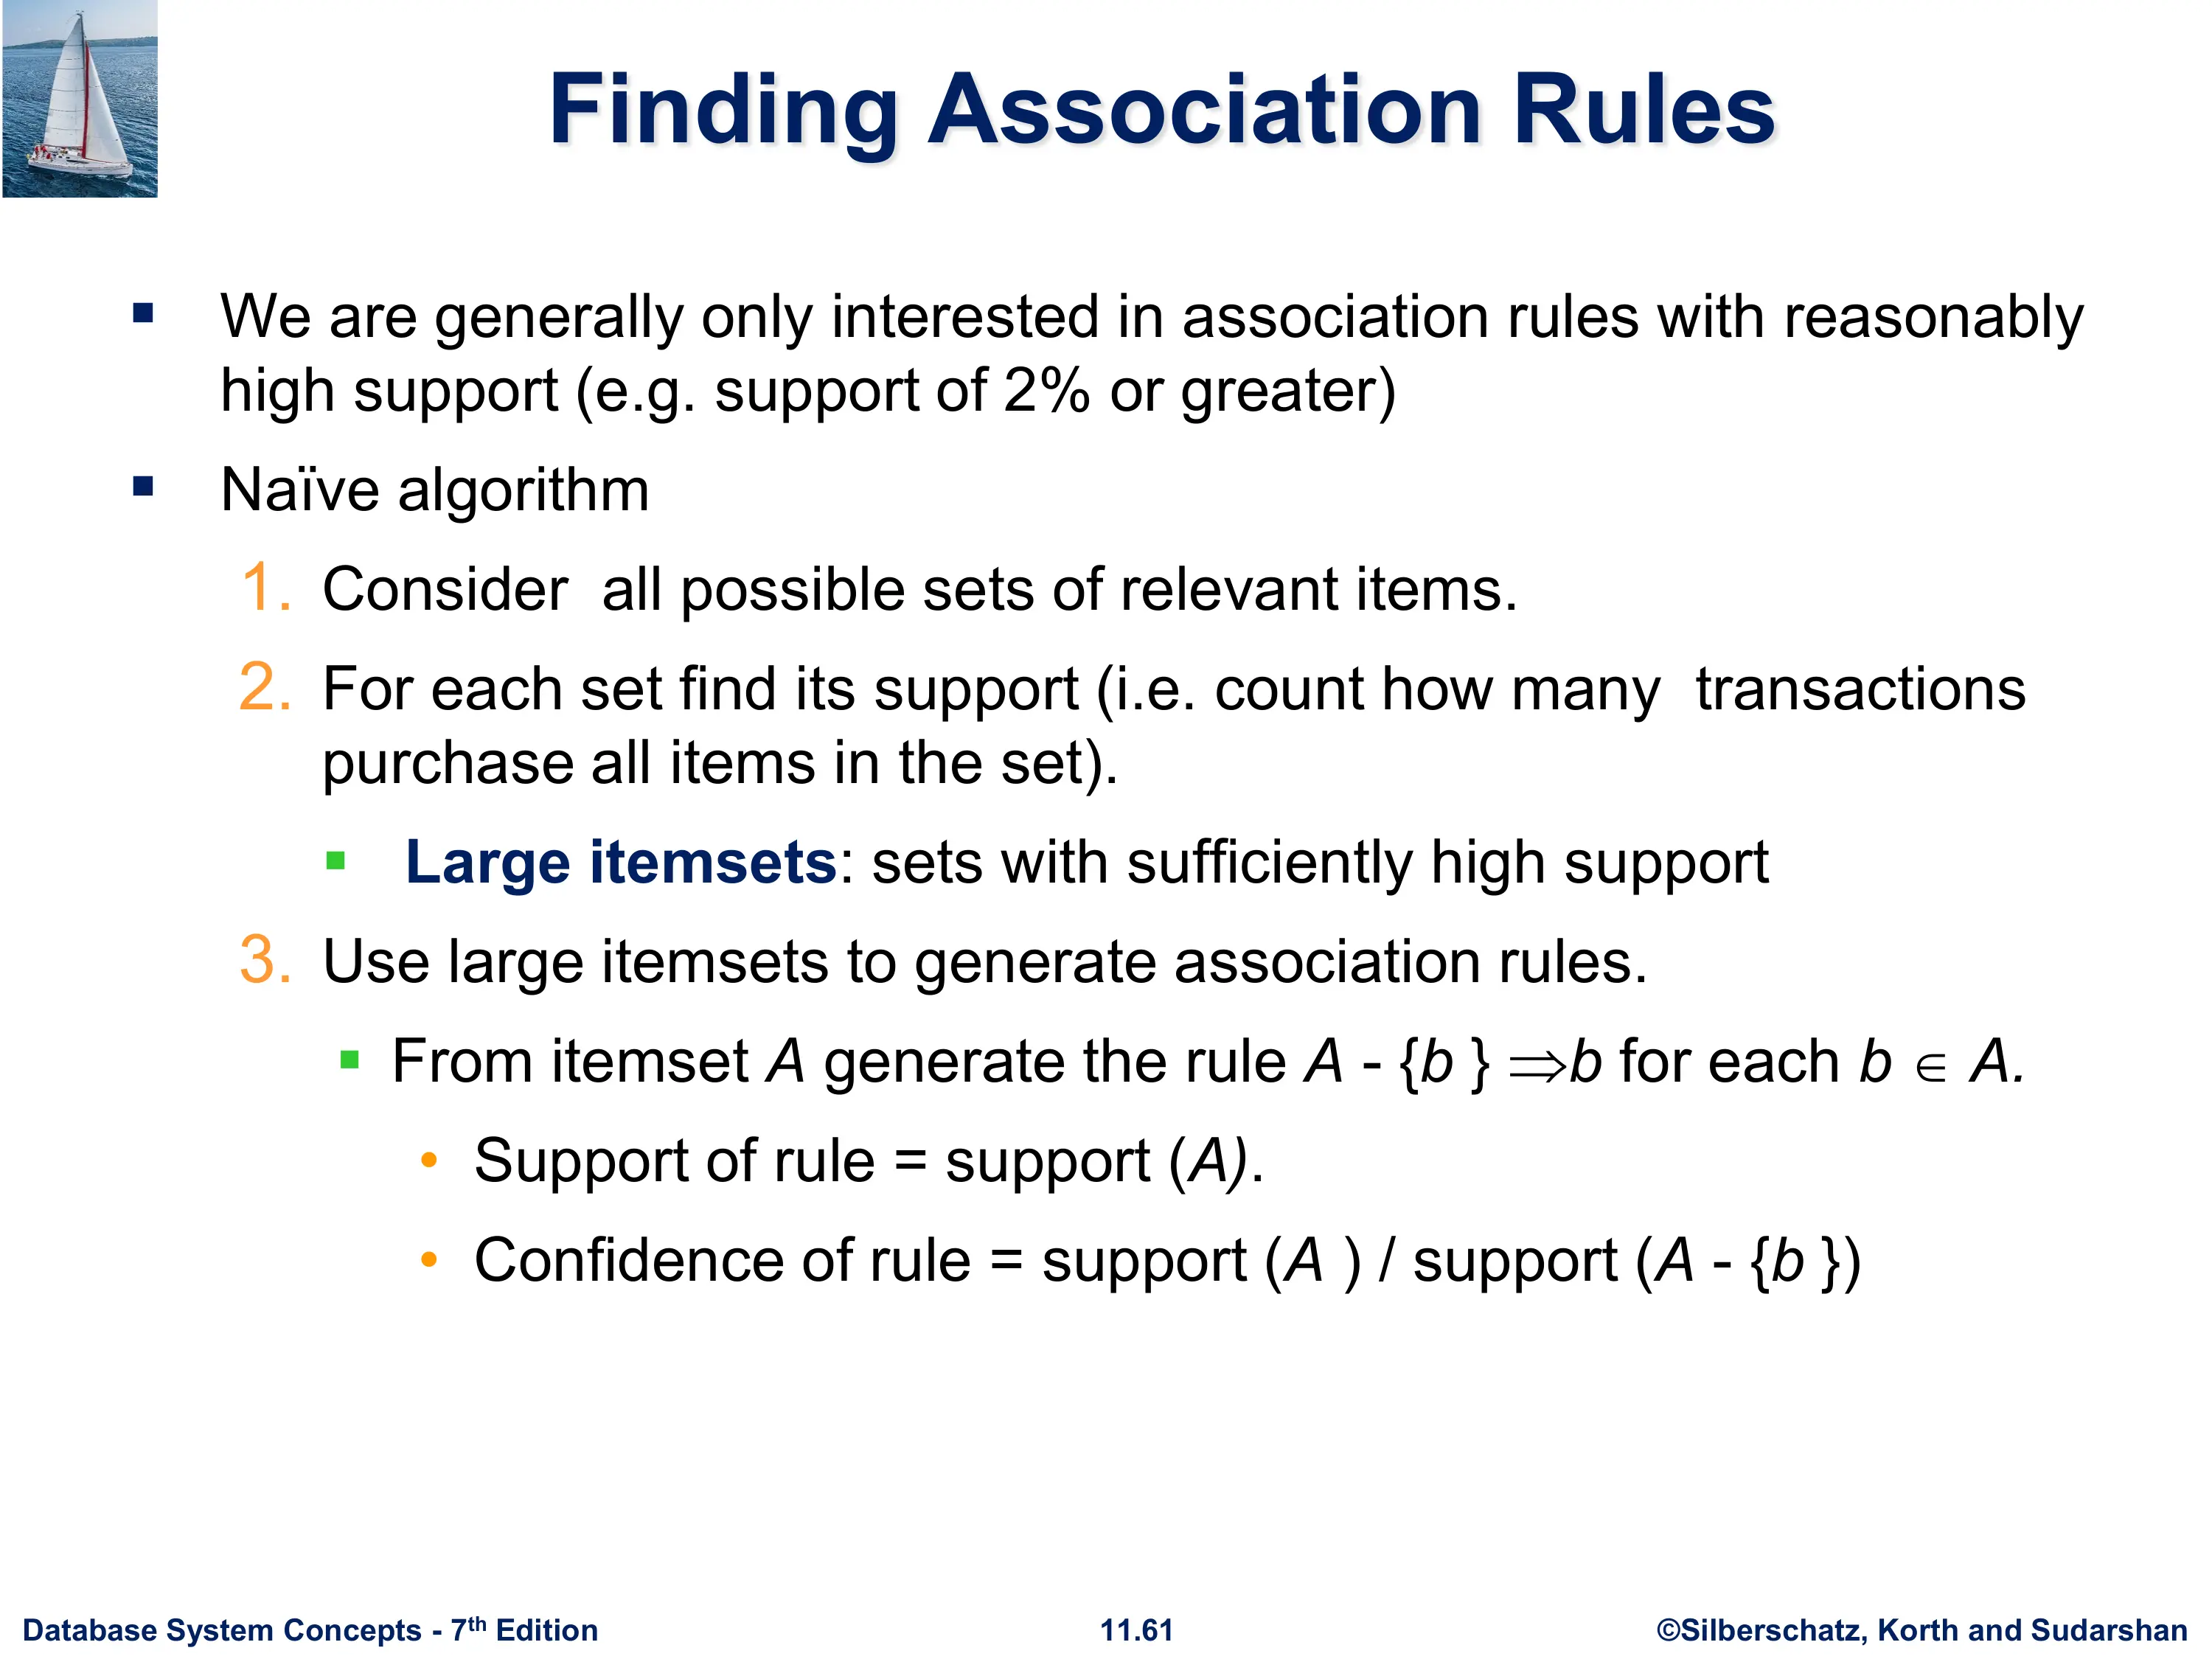 Finding Association Rules
▪ We are generally only interested in association rules with reasonably
high support (e.g. support of 2% or greater)
▪ Naïve algorithm
1. Consider  all possible sets of relevant items.
2. For each set find its support (i.e. count how many  transactions
purchase all items in the set).
▪ Large itemsets: sets with sufficiently high support
3. Use large itemsets to generate association rules.
▪ From itemset A generate the rule A - {b } ⇒b for each b ∈ A.
• Support of rule = support (A).
• Confidence of rule = support (A ) / support (A - {b })
Database System Concepts - 7th Edition
11.61
©Silberschatz, Korth and Sudarshan